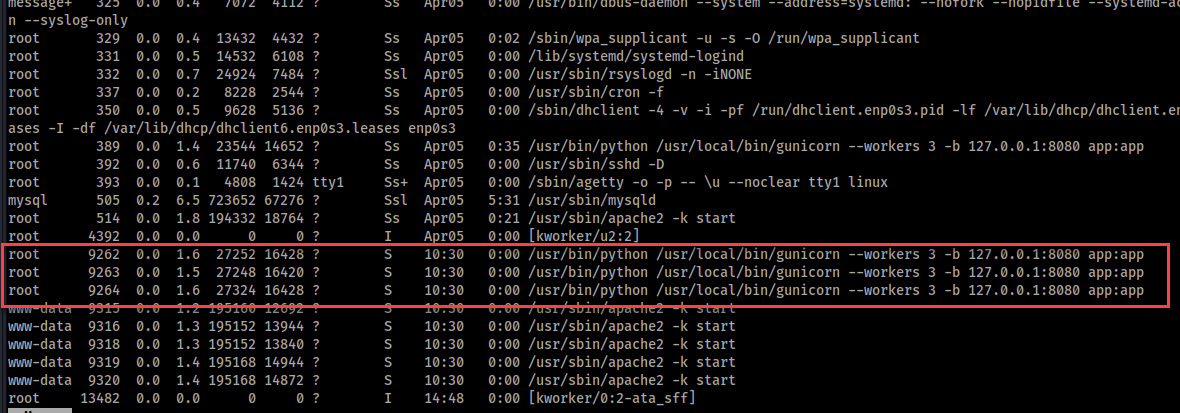 message+   325  0.0  0.4   7072  4112 ?        Ss   Apr05   0:00 /usr/bin/dbus-daemon --system --address=systemd: --nofork --nopidfile --systemd-ac
n --syslog-only
root       329  0.0  0.4  13432  4432 ?        Ss   Apr05   0:02 /sbin/wpa_supplicant -u -s -O /run/wpa_supplicant
root       331  0.0  0.5  14532  6108 ?        Ss   Apr05   0:00 /lib/systemd/systemd-logind
root       332  0.0  0.7  24924  7484 ?        Ssl  Apr05   0:00 /usr/sbin/rsyslogd -n -iNONE
root       337  0.0  0.2   8228  2544 ?        Ss   Apr05   0:00 /usr/sbin/cron -f
root       350  0.0  0.5   9628  5136 ?        Ss   Apr05   0:00 /sbin/dhclient -4 -v -i -pf /run/dhclient.enp0s3.pid -lf /var/lib/dhcp/dhclient.en
ases -I -df /var/lib/dhcp/dhclient6.enp0s3.leases enp0s3
root       389  0.0  1.4  23544 14652 ?        Ss   Apr05   0:35 /usr/bin/python /usr/local/bin/gunicorn --workers 3 -b 127.0.0.1:8080 app:app
root       392  0.0  0.6  11740  6344 ?        Ss   Apr05   0:00 /usr/bin/sshd -D
root       393  0.0  0.1   4808  1424 tty1     Ss+  Apr05   0:00 /sbin/agetty -o -p -- \u --noclear tty1 linux
mysql      505  0.2  6.5 723652 67276 ?        Ssl  Apr05   5:31 /usr/sbin/mysqld
root       514  0.0  1.8 194332 18764 ?        Ss   Apr05   0:21 /usr/sbin/apache2 -k start
root      4392  0.0  0.0      0     0 ?        I    Apr05   0:00 [kworker/u2:2]
root      9262  0.0  1.6  27252 16428 ?        S    10:30   0:00 /usr/bin/python /usr/local/bin/gunicorn --workers 3 -b 127.0.0.1:8080 app:app
root      9263  0.0  1.5  27248 16420 ?        S    10:30   0:00 /usr/bin/python /usr/local/bin/gunicorn --workers 3 -b 127.0.0.1:8080 app:app
root      9264  0.0  1.6  27324 16428 ?        S    10:30   0:00 /usr/bin/python /usr/local/bin/gunicorn --workers 3 -b 127.0.0.1:8080 app:app
www-data  9315  0.0  1.2 195160 12692 ?        S    10:30   0:00 /usr/sbin/apache2 -k start
www-data  9316  0.0  1.3 195152 13944 ?        S    10:30   0:00 /usr/sbin/apache2 -k start
www-data  9318  0.0  1.3 195152 13840 ?        S    10:30   0:00 /usr/sbin/apache2 -k start
www-data  9319  0.0  1.4 195168 14944 ?        S    10:30   0:00 /usr/sbin/apache2 -k start
www-data  9320  0.0  1.4 195168 14872 ?        S    10:30   0:00 /usr/sbin/apache2 -k start
root     13482  0.0  0.0      0     0 ?        I    14:48   0:00 [kworker/0:2-ata_sff]